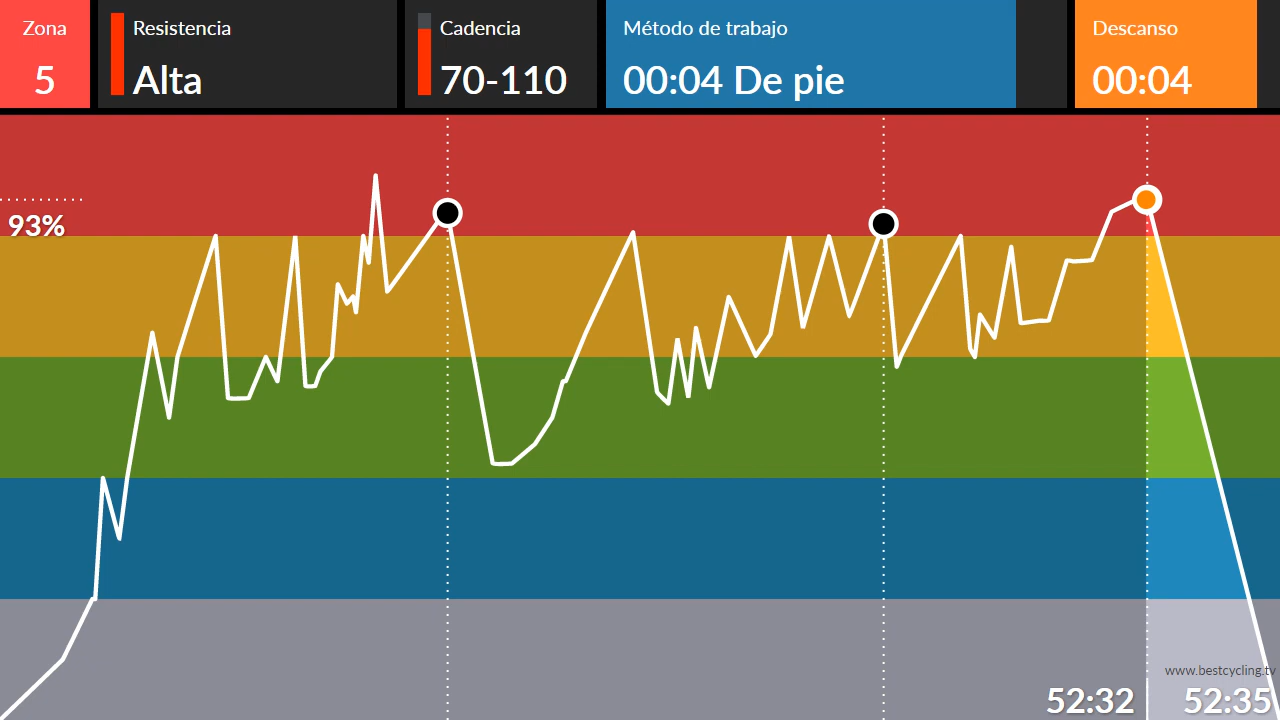 Zona
5
Resistencia
Alta
Cadencia
70-110
Método de trabajo
00:04 De pie
Descanso
00:04
93%
www.bestcycling.tv
52:32
52:35